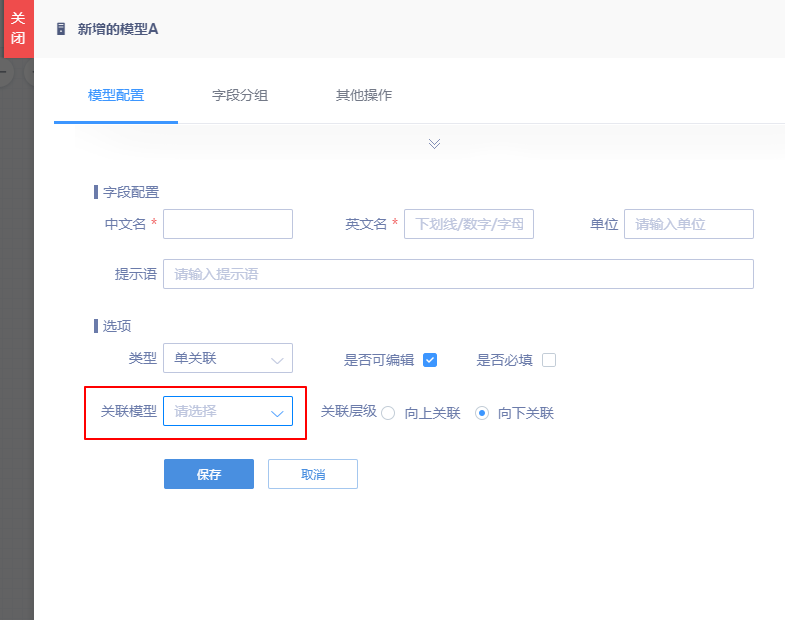 关闭
新增的模型A
模型配置 字段分组 其他操作
字段配置
中文名 * 英文名 * 下划线/数字/字母 单位 请输入单位
提示语 请输入提示语
选项
类型 单关联 是否可编辑 是否必填
关联模型 请选择 关联层级 向上关联 向下关联
保存 取消